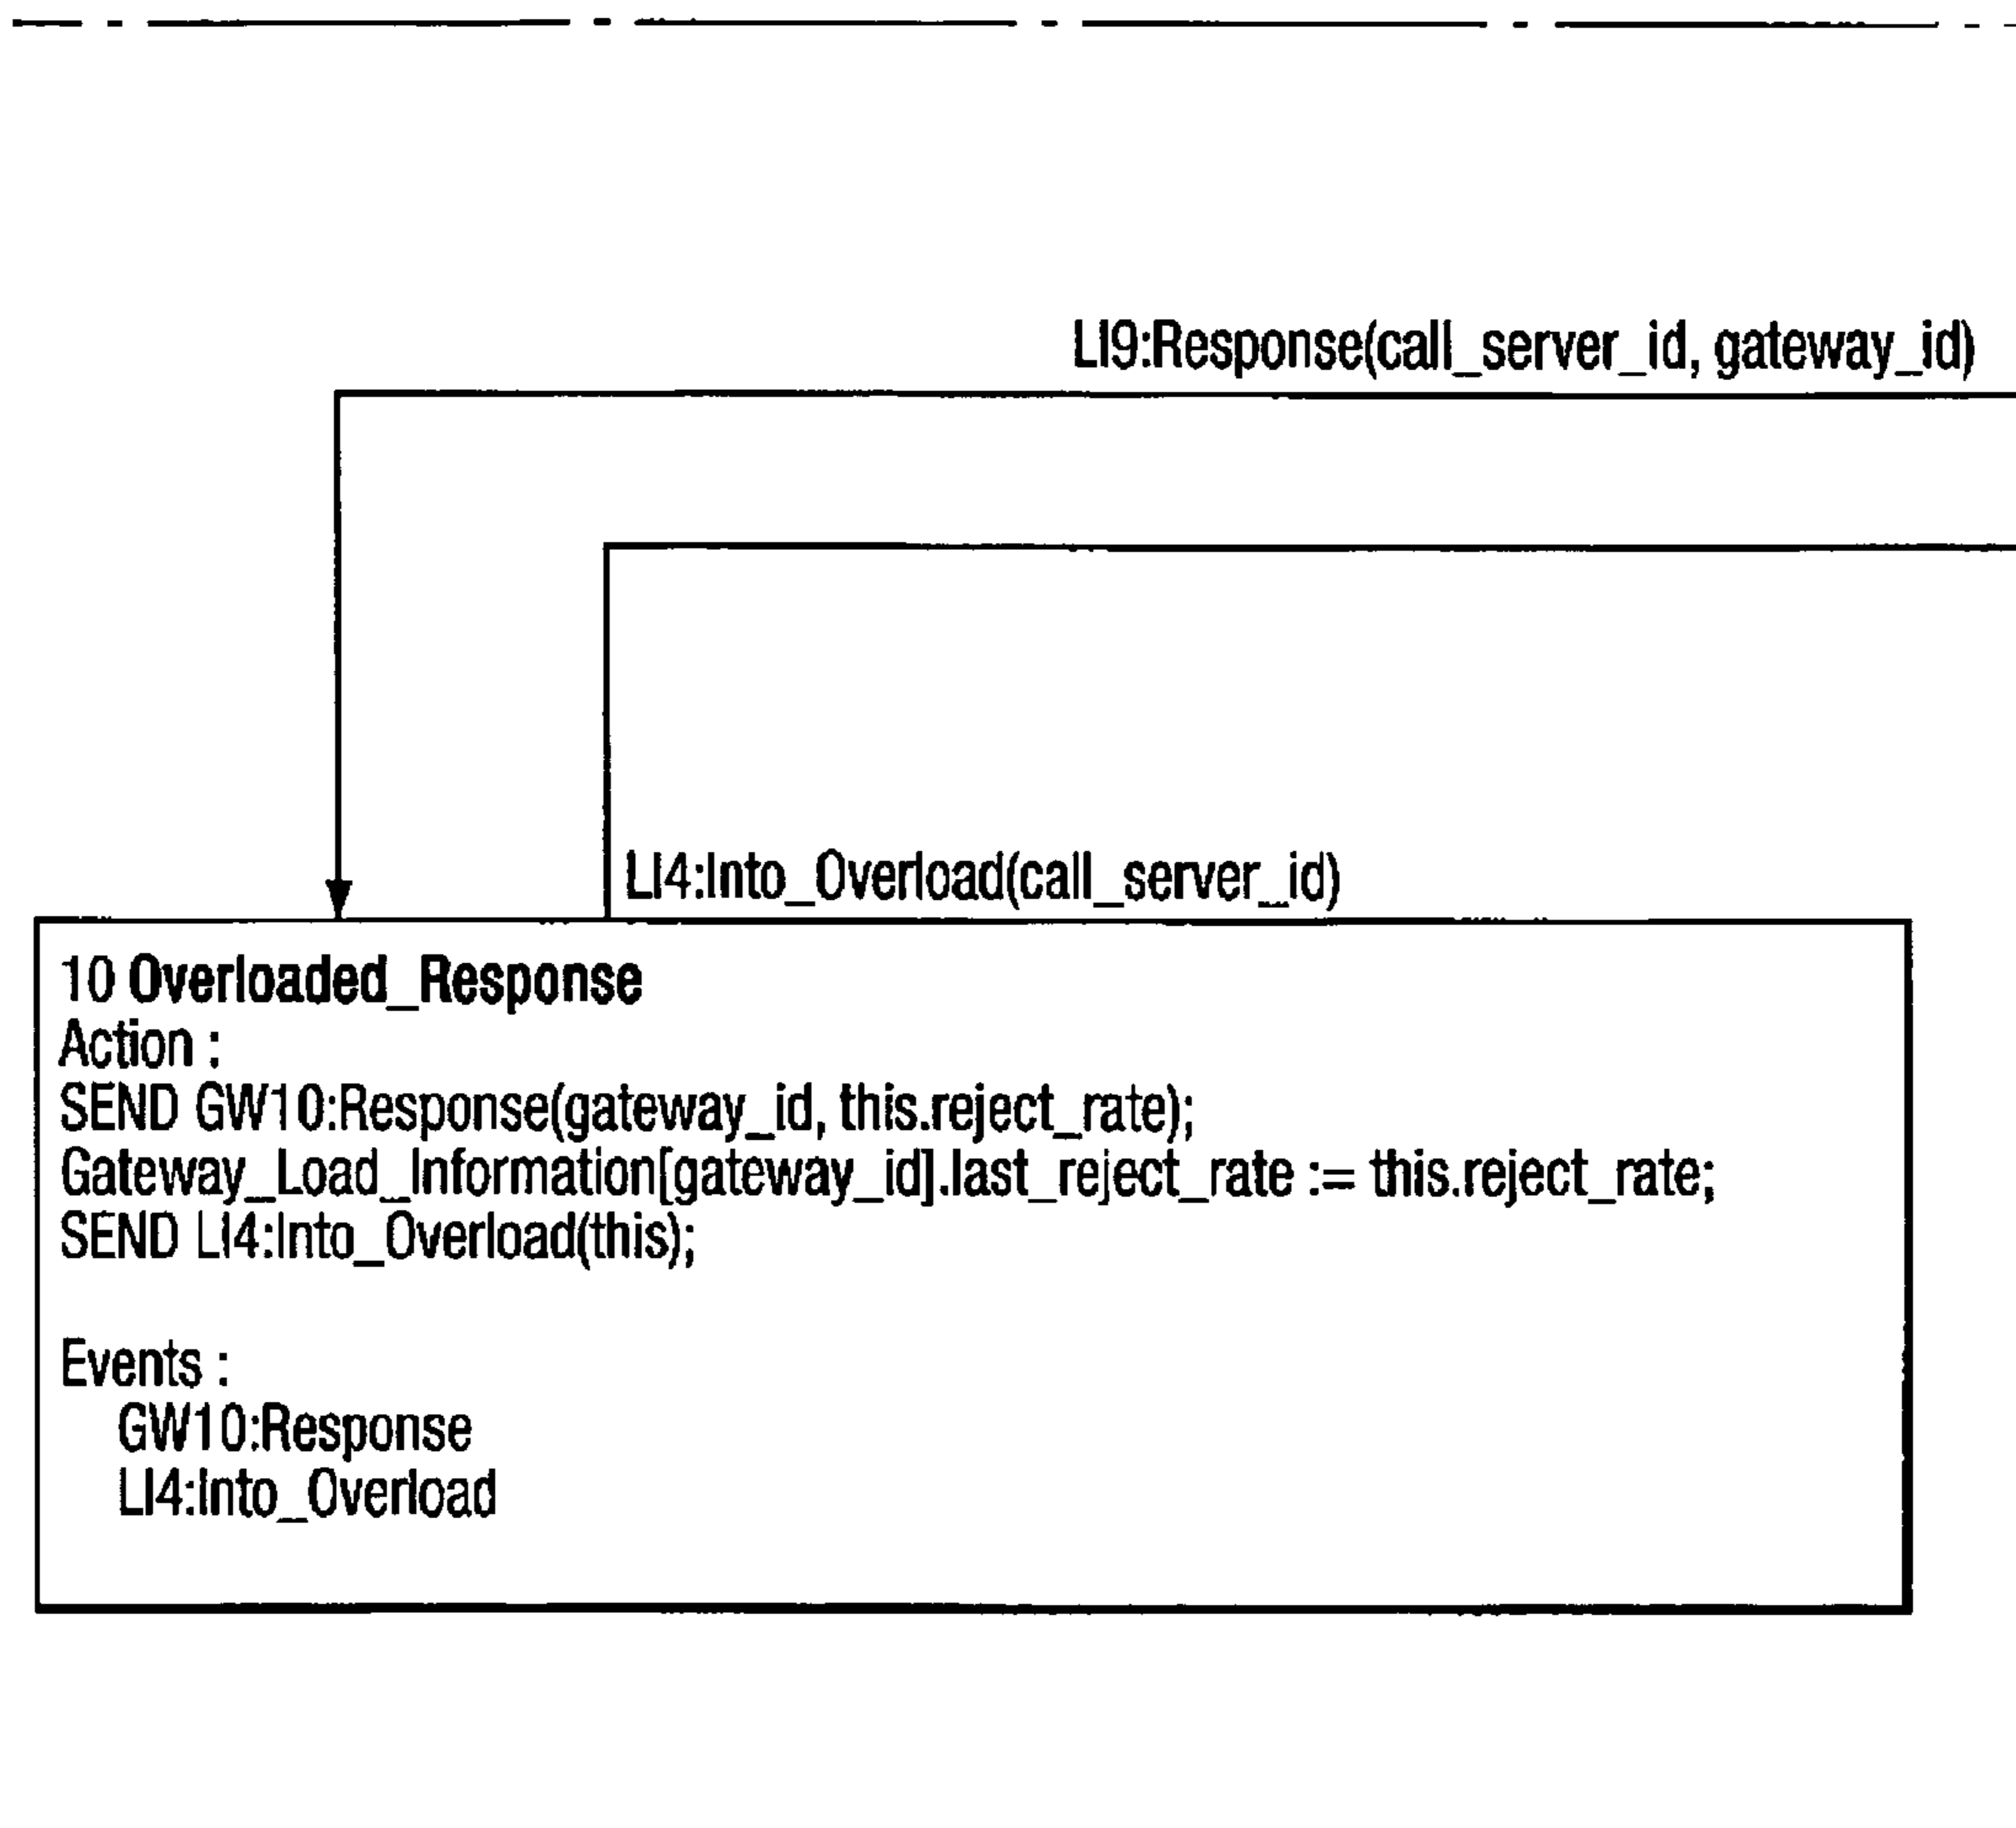 LI9:Response(call_server_id, gateway_id)
LI4:Into_Overload(call_server_id)
10 Overloaded_Response
Action :
SEND GW10:Response(gateway_id, this.reject_rate);
Gateway_Load_Information[gateway_id].last_reject_rate := this.reject_rate;
SEND LI4:Into_Overload(this);
Events :
GW10:Response
LI4:Into_Overload